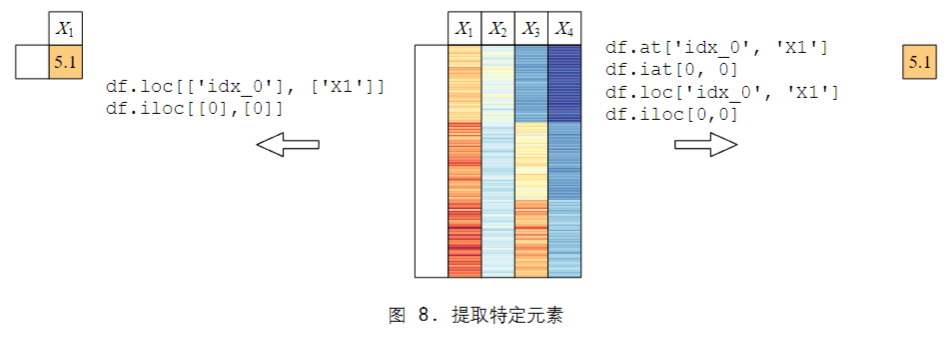 X1
5.1
df.loc[['idx_0'], ['X1']]
df.iloc[[0],[0]]
X1 X2 X3 X4
df.at['idx_0', 'X1']
df.iat[0, 0]
df.loc['idx_0', 'X1']
df.iloc[0,0]
5.1
图 8. 提取特定元素